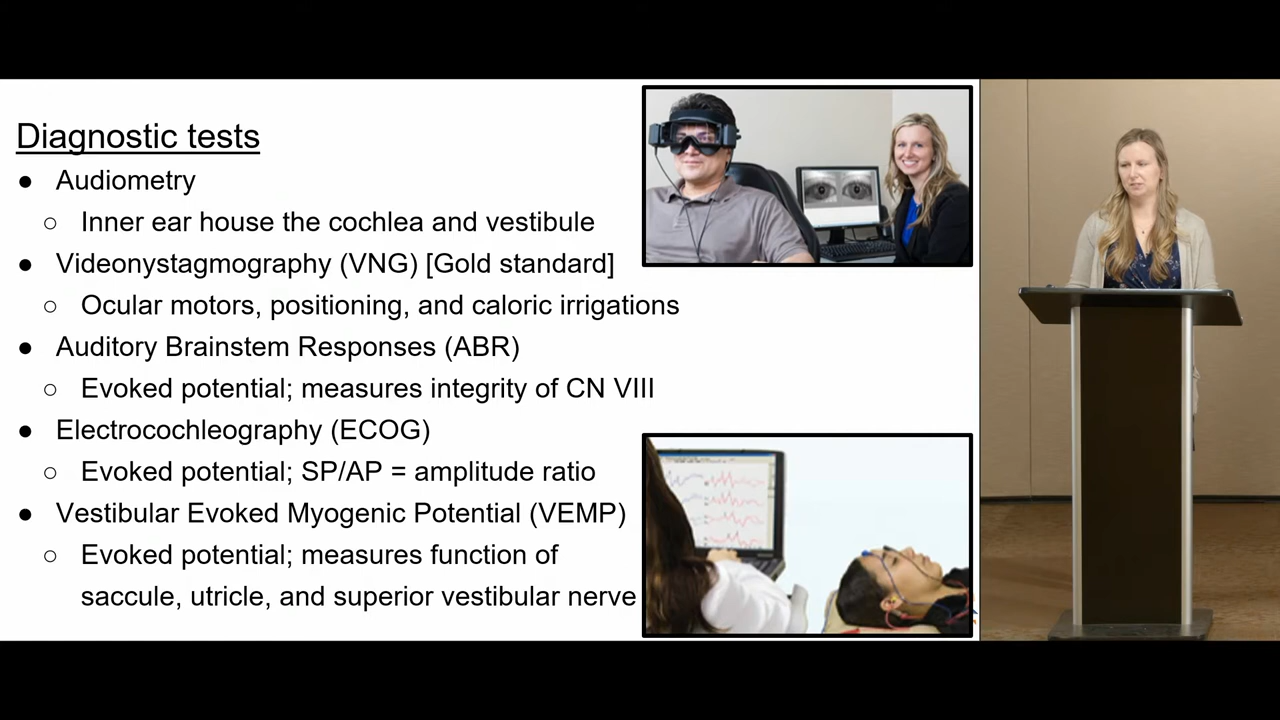 Diagnostic tests
● Audiometry
○ Inner ear house the cochlea and vestibule
● Videonystagmography (VNG) [Gold standard]
○ Ocular motors, positioning, and caloric irrigations
● Auditory Brainstem Responses (ABR)
○ Evoked potential; measures integrity of CN VIII
● Electrocochleography (ECOG)
○ Evoked potential; SP/AP = amplitude ratio
● Vestibular Evoked Myogenic Potential (VEMP)
○ Evoked potential; measures function of
saccule, utricle, and superior vestibular nerve